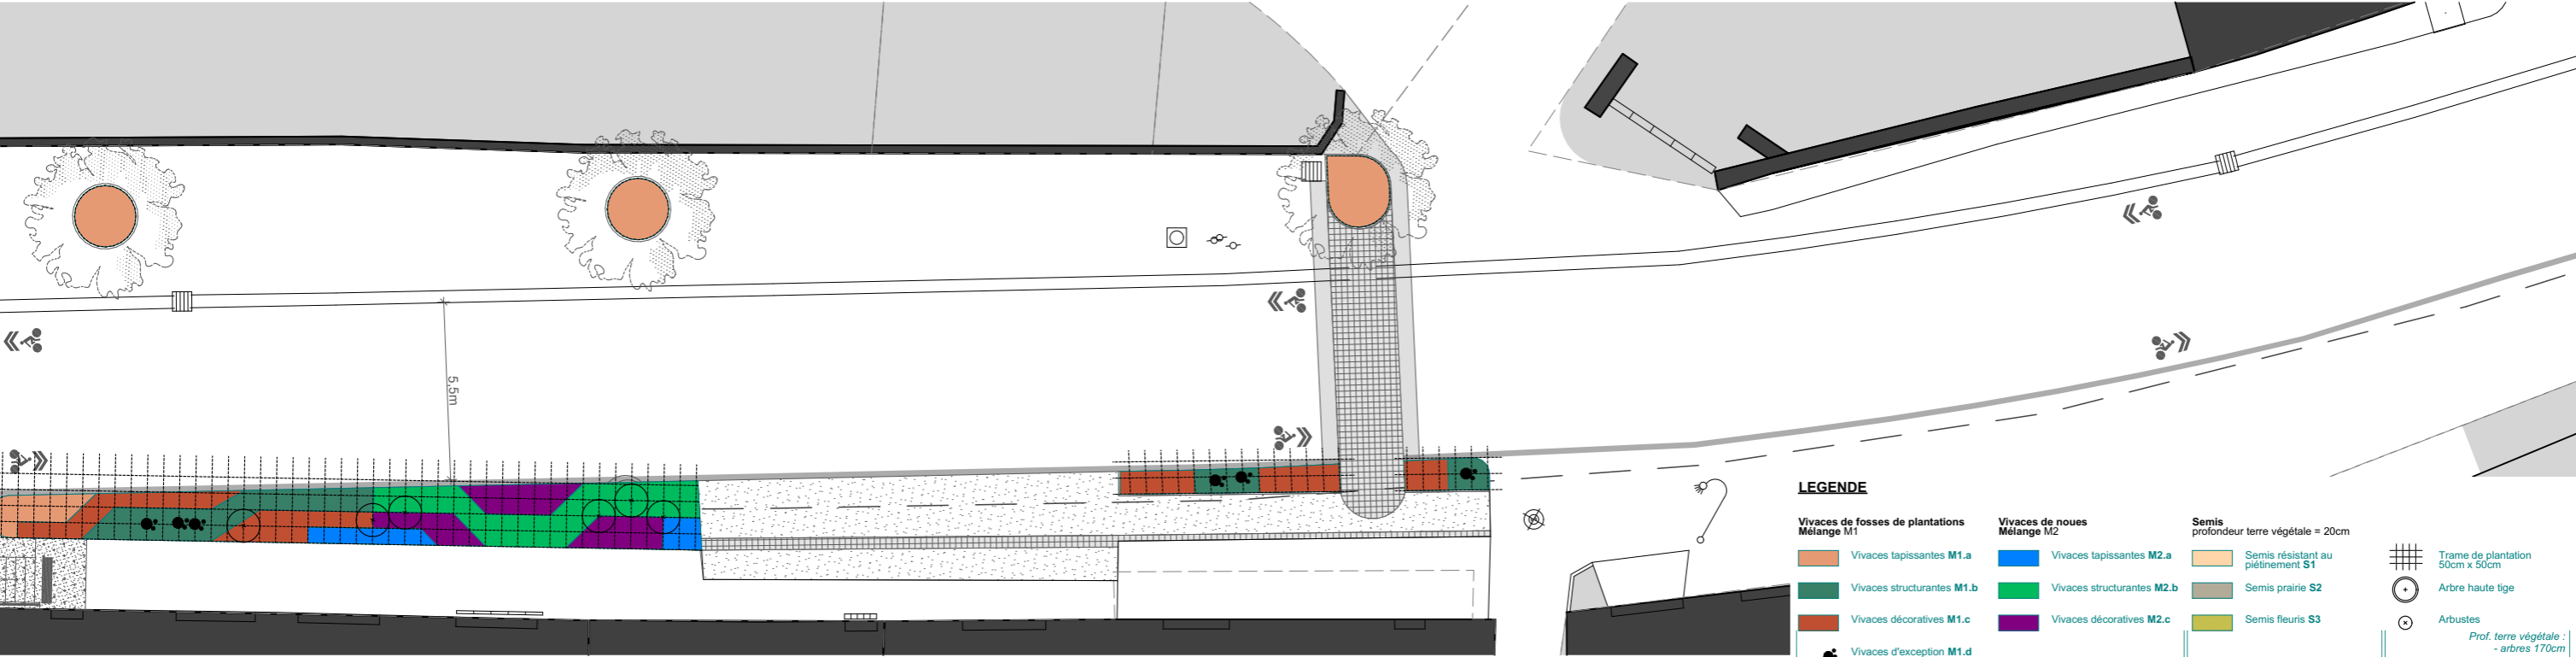 5,5m
LEGENDE
Vivaces de fosses de plantations
Mélange M1
Vivaces tapissantes M1.a
Vivaces structurantes M1.b
Vivaces décoratives M1.c
Vivaces d'exception M1.d
Vivaces de noues
Mélange M2
Vivaces tapissantes M2.a
Vivaces structurantes M2.b
Vivaces décoratives M2.c
Semis
profondeur terre végétale = 20cm
Semis résistant au
piétinement S1
Semis prairie S2
Semis fleuris S3
Trame de plantation
50cm x 50cm
Arbre haute tige
Arbustes
Prof. terre végétale :
- arbres 170cm